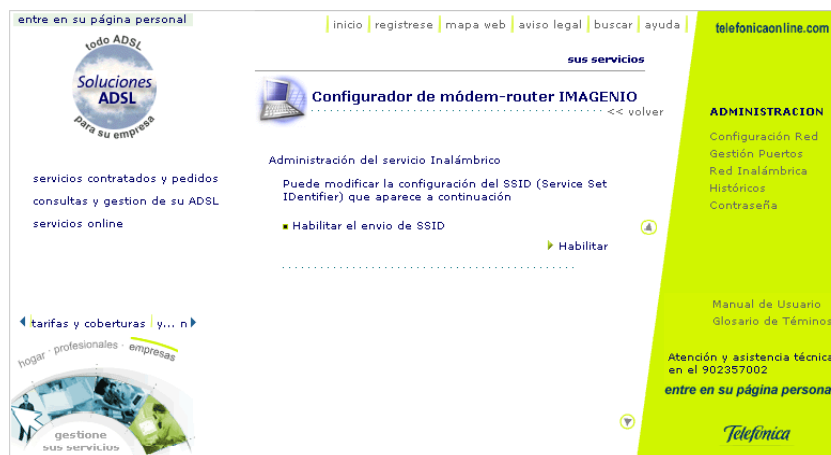 entre en su página personal
inicio registrese mapa web aviso legal buscar ayuda
telefonicaonline.com
todo ADSL
Soluciones
ADSL
para su empresa
sus servicios
Configurador de módem-router IMAGENIO
<< volver
servicios contratados y pedidos
consultas y gestion de su ADSL
servicios online
Administración del servicio Inalámbrico
Puede modificar la configuración del SSID (Service Set
IDentifier) que aparece a continuación
Habilitar el envio de SSID
Habilitar
ADMINISTRACION
Configuración Red
Gestión Puertos
Red Inalámbrica
Históricos
Contraseña
Manual de Usuario
Glosario de Téminos
Atención y asistencia técnica
en el 902357002
entre en su página persona
Telefónica
tarifas y coberturas y... n
hogar · profesionales · empresas
gestione
sus servicios